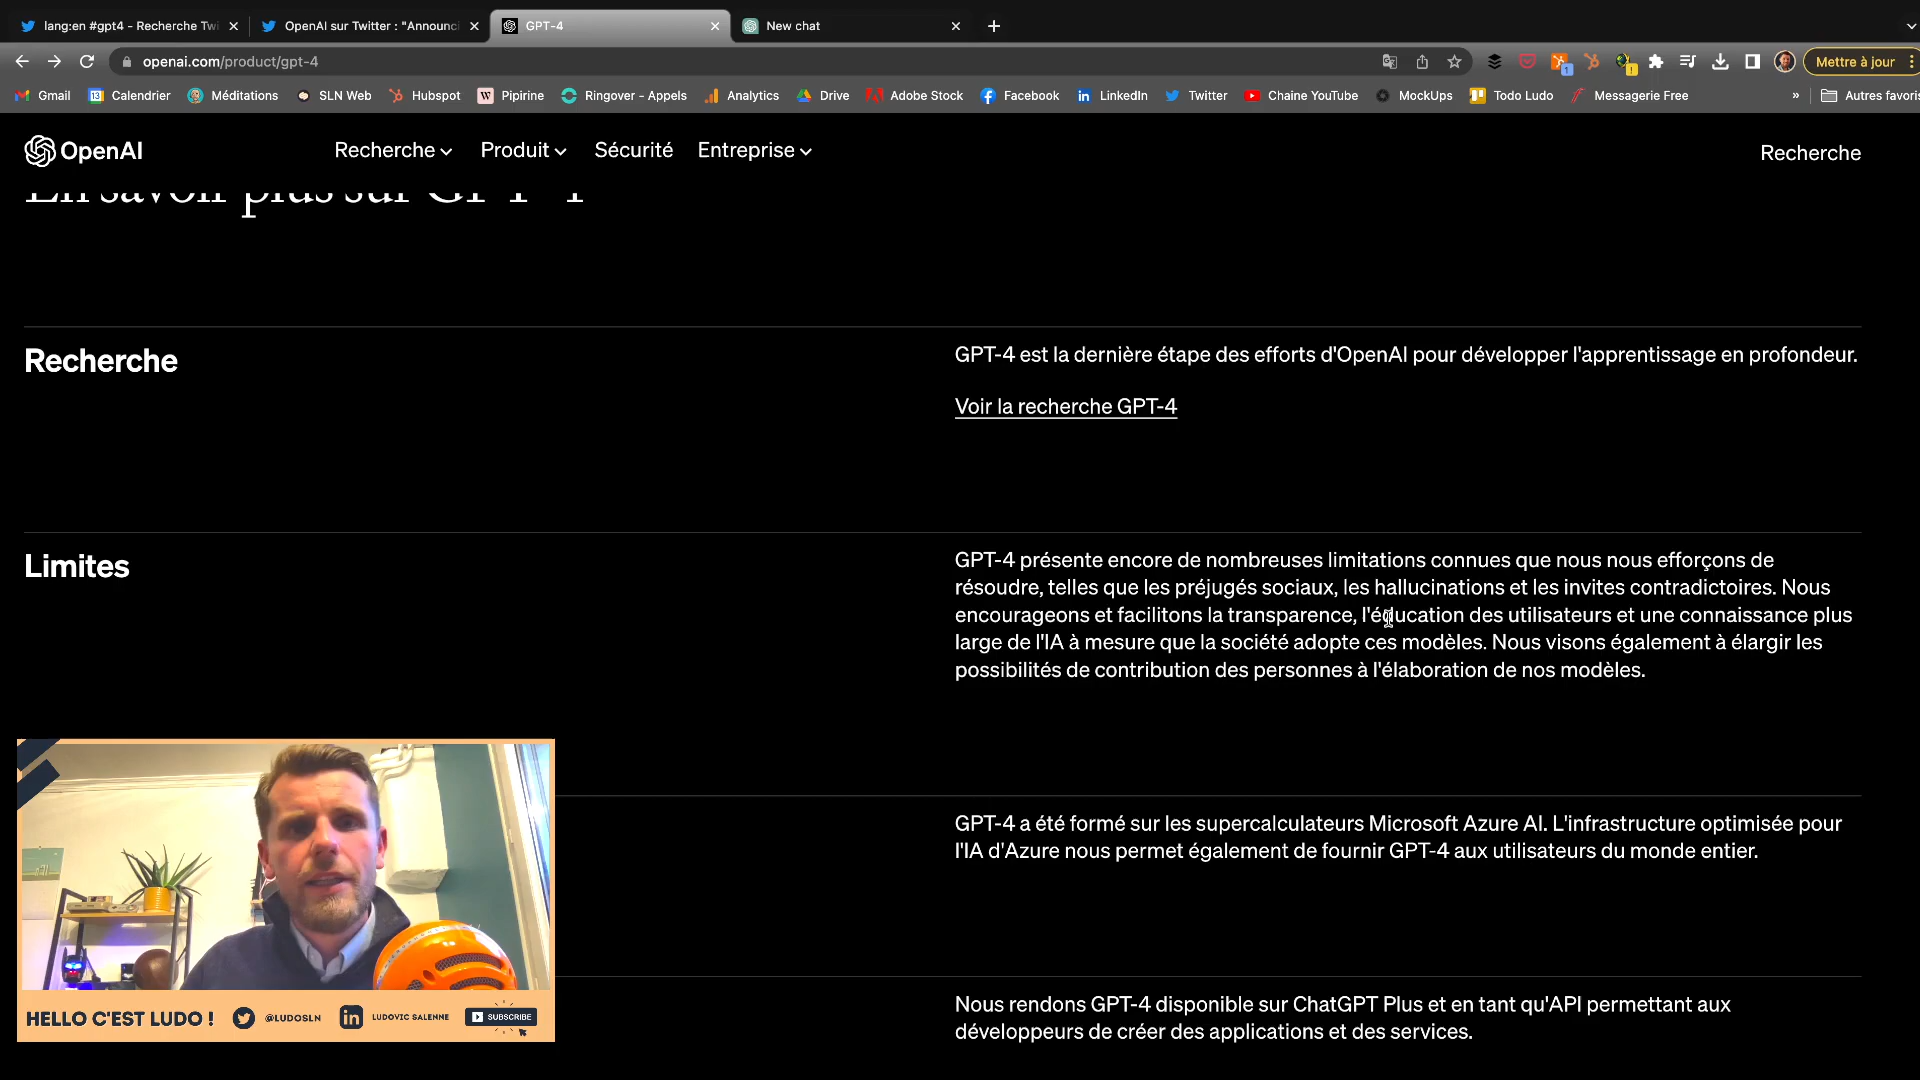 lang:en #gpt4 - Recherche Twi
OpenAI sur Twitter : "Announci
GPT-4
New chat
openai.com/product/gpt-4
Mettre à jour
Gmail
Calendrier
Méditations
SLN Web
Hubspot
Pipirine
Ringover - Appels
Analytics
Drive
Adobe Stock
Facebook
LinkedIn
Twitter
Chaine YouTube
MockUps
Todo Ludo
Messagerie Free
»
Autres favoris
OpenAI
Recherche
Produit
Sécurité
Entreprise
Recherche
En savoir plus sur GPT-4
Recherche
GPT-4 est la dernière étape des efforts d'OpenAI pour développer l'apprentissage en profondeur.
Voir la recherche GPT-4
Limites
GPT-4 présente encore de nombreuses limitations connues que nous nous efforçons de
résoudre, telles que les préjugés sociaux, les hallucinations et les invites contradictoires. Nous
encourageons et facilitons la transparence, l'éducation des utilisateurs et une connaissance plus
large de l'IA à mesure que la société adopte ces modèles. Nous visons également à élargir les
possibilités de contribution des personnes à l'élaboration de nos modèles.
GPT-4 a été formé sur les supercalculateurs Microsoft Azure AI. L'infrastructure optimisée pour
l'IA d'Azure nous permet également de fournir GPT-4 aux utilisateurs du monde entier.
Nous rendons GPT-4 disponible sur ChatGPT Plus et en tant qu'API permettant aux
développeurs de créer des applications et des services.
HELLO C'EST LUDO !
@LUDOSLN
LUDOVIC SALENNE
SUBSCRIBE